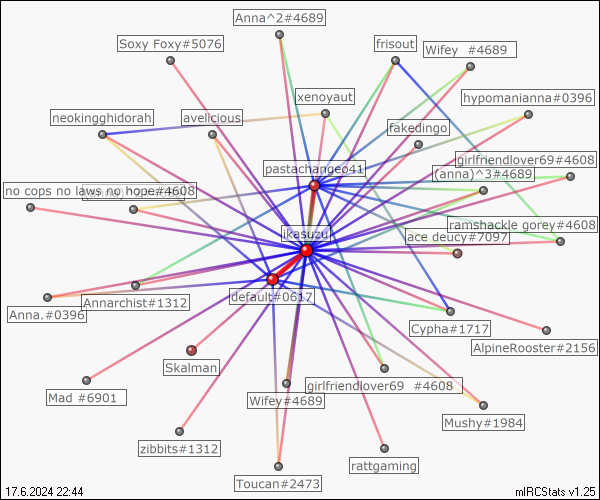 Anna^2#4689
Soxy Foxy#5076
frisout
Wifey  #4689
xenoyaut
hypomanianna#0396
neokingghidorah
avelicious
fakedingo
pastachangeo41
girlfriendlover69#4608
(anna)^3#4689
no cops no laws no hope#4608
ikasuzu
ramshackle gorey#4608
ace deucy#7097
default#0617
Annarchist#1312
Anna.#0396
Cypha#1717
AlpineRooster#2156
Skalman
girlfriendlover69  #4608
Mad #6901
Wifey#4689
Mushy#1984
zibbits#1312
rattgaming
Toucan#2473
17.6.2024 22:44
mIRCStats v1.25